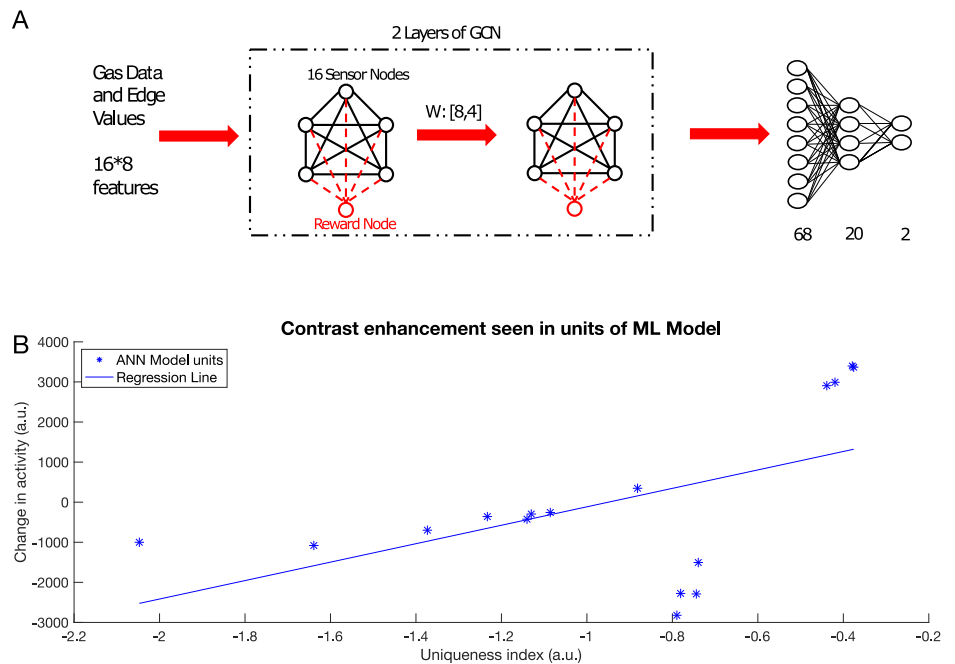 A
2 Layers of GCN
Gas Data
and Edge
Values
16*8
features
16 Sensor Nodes
W: [8,4]
Reward Node
68
20
2
B
Contrast enhancement seen in units of ML Model
ANN Model units
Regression Line
Change in activity (a.u.)
4000
3000
2000
1000
0
-1000
-2000
-3000
-2.2
-2
-1.8
-1.6
-1.4
-1.2
-1
-0.8
-0.6
-0.4
-0.2
Uniqueness index (a.u.)